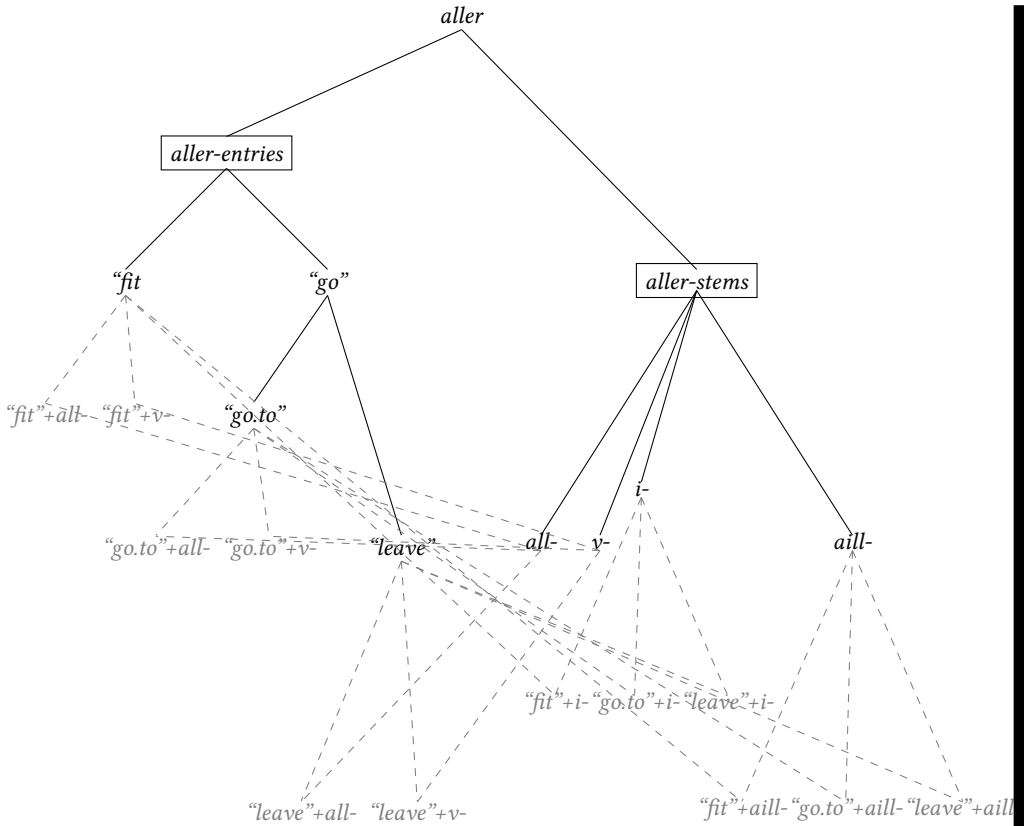 aller
aller-entries
“fit
“go”
aller-stems
“fit”+all-
“fit”+v-
“go.to”
i-
“go.to”+all-
“go.to”+v-
“leave”
all-
v-
aill-
“fit”+i-
“go.to”+i-
“leave”+i-
“leave”+all-
“leave”+v-
“fit”+aill-
“go.to”+aill-
“leave”+aill